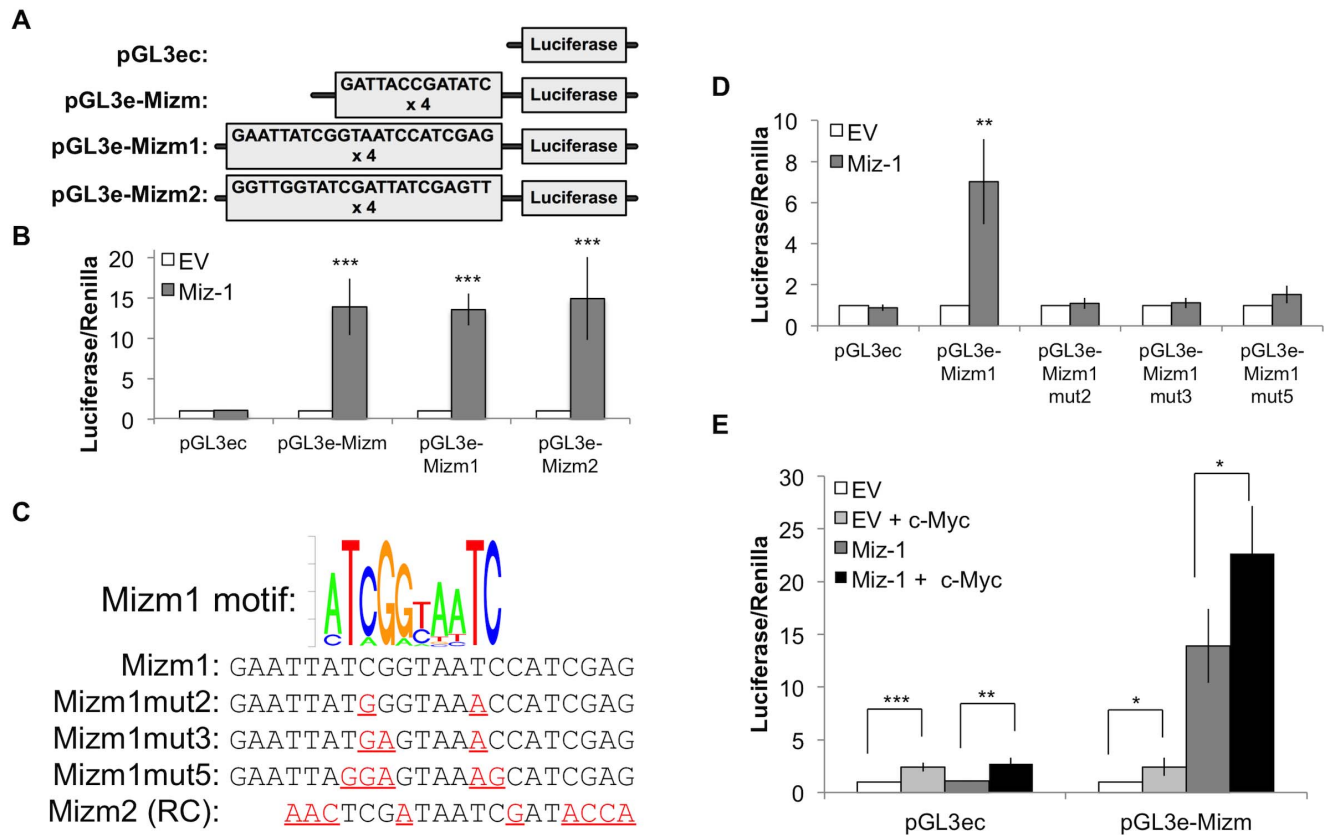 A
pGL3ec:
Luciferase
pGL3e-Mizm:
GATTACCGATATC
x 4
Luciferase
pGL3e-Mizm1:
GAATTATCGGTAATCCATCGAG
x 4
Luciferase
pGL3e-Mizm2:
GGTTGGTATCGATTATCGAGTT
x 4
Luciferase
B
Luciferase/Renilla
20
15
10
5
0
EV
Miz-1
***
***
***
pGL3ec
pGL3e-Mizm
pGL3e-
Mizm1
pGL3e-
Mizm2
C
Mizm1 motif:
ATCGGTAATC
Mizm1: GAATTATCGGTAATCCATCGAG
Mizm1mut2: GAATTATGGGTAAACCATCGAG
Mizm1mut3: GAATTATGAGTAAACCATCGAG
Mizm1mut5: GAATTAGGAGTAAAGCATCGAG
Mizm2 (RC): AACTCGATAATCGATACCA
D
Luciferase/Renilla
10
8
6
4
2
0
EV
Miz-1
**
pGL3ec
pGL3e-
Mizm1
pGL3e-
Mizm1
mut2
pGL3e-
Mizm1
mut3
pGL3e-
Mizm1
mut5
E
Luciferase/Renilla
30
25
20
15
10
5
0
EV
EV + c-Myc
Miz-1
Miz-1 + c-Myc
***
**
*
*
pGL3ec
pGL3e-Mizm